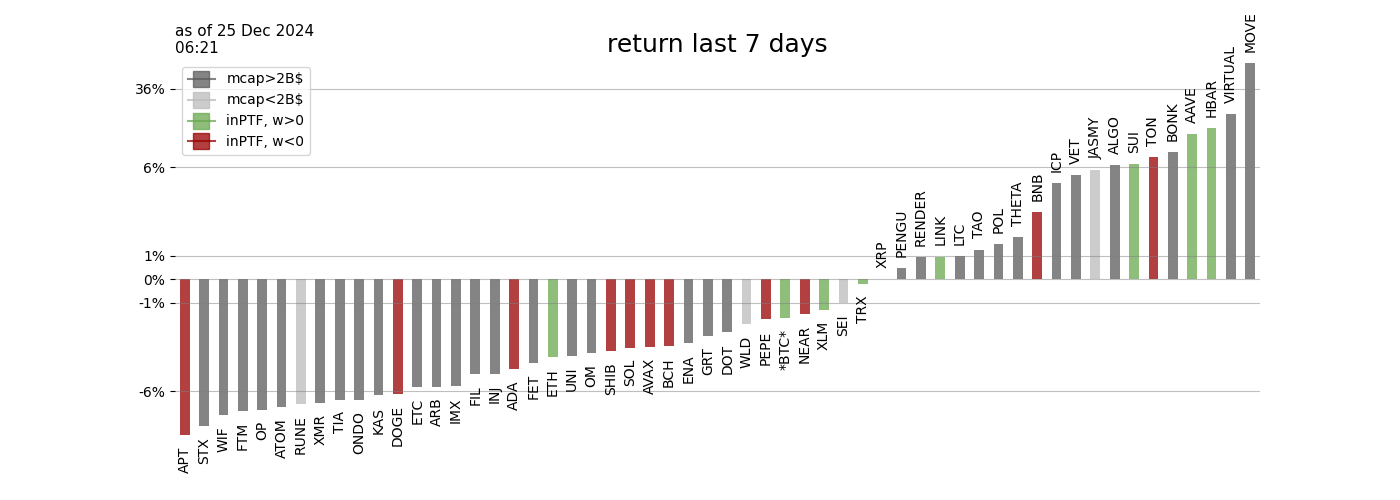 as of 25 Dec 2024
06:21
return last 7 days
mcap>2B$
mcap<2B$
inPTF, w>0
inPTF, w<0
36%
6%
1%
0%
-1%
-6%
APT
STX
WIF
FTM
OP
ATOM
RUNE
XMR
TIA
ONDO
KAS
DOGE
ETC
ARB
IMX
FIL
INJ
ADA
FET
ETH
UNI
OM
SHIB
SOL
AVAX
BCH
ENA
GRT
DOT
WLD
PEPE
*BTC*
NEAR
XLM
SEI
TRX
XRP
PENGU
RENDER
LINK
LTC
TAO
POL
THETA
BNB
ICP
VET
JASMY
ALGO
SUI
TON
BONK
AAVE
HBAR
VIRTUAL
MOVE